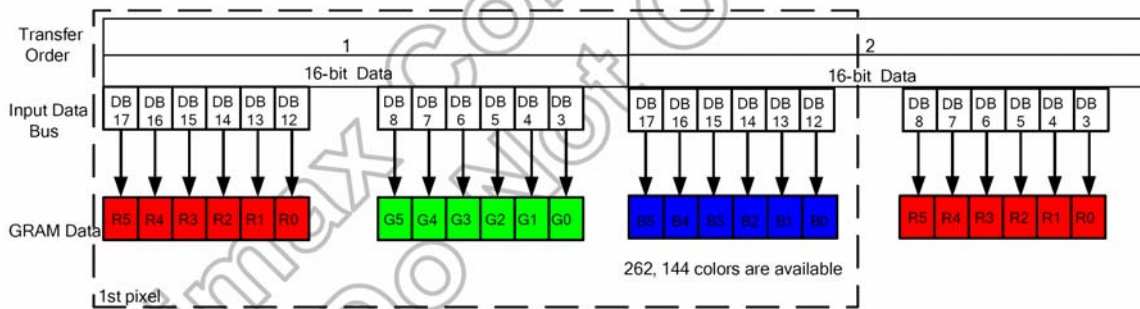 Transfer Order
1
2
16-bit Data
16-bit Data
Input Data Bus
DB 17 DB 16 DB 15 DB 14 DB 13 DB 12
DB 8 DB 7 DB 6 DB 5 DB 4 DB 3
DB 17 DB 16 DB 15 DB 14 DB 13 DB 12
DB 8 DB 7 DB 6 DB 5 DB 4 DB 3
GRAM Data
R5 R4 R3 R2 R1 R0
G5 G4 G3 G2 G1 G0
B5 B4 B3 B2 B1 B0
R5 R4 R3 R2 R1 R0
262, 144 colors are available
1st pixel